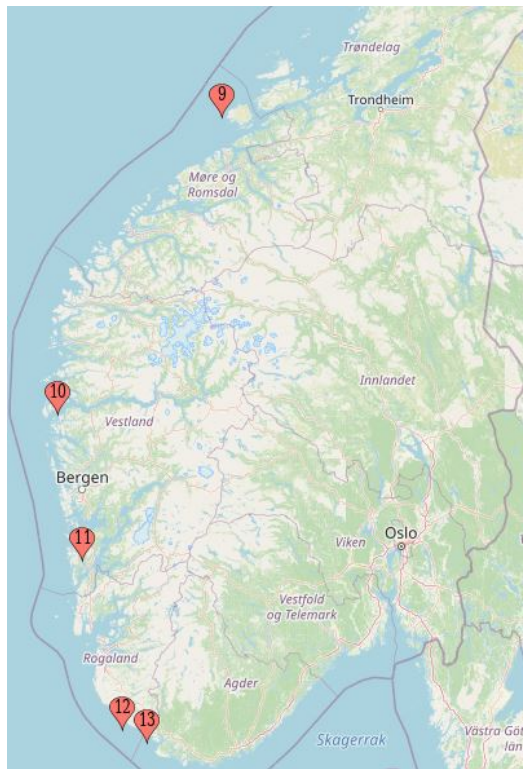 Trøndelag
9
Trondheim
Møre og
Romsdal
10
Innlandet
Vestland
Bergen
11
Oslo
Viken
Vestfold
og Telemark
Rogaland
Agder
12
13
Skagerrak
Västra Göt
län